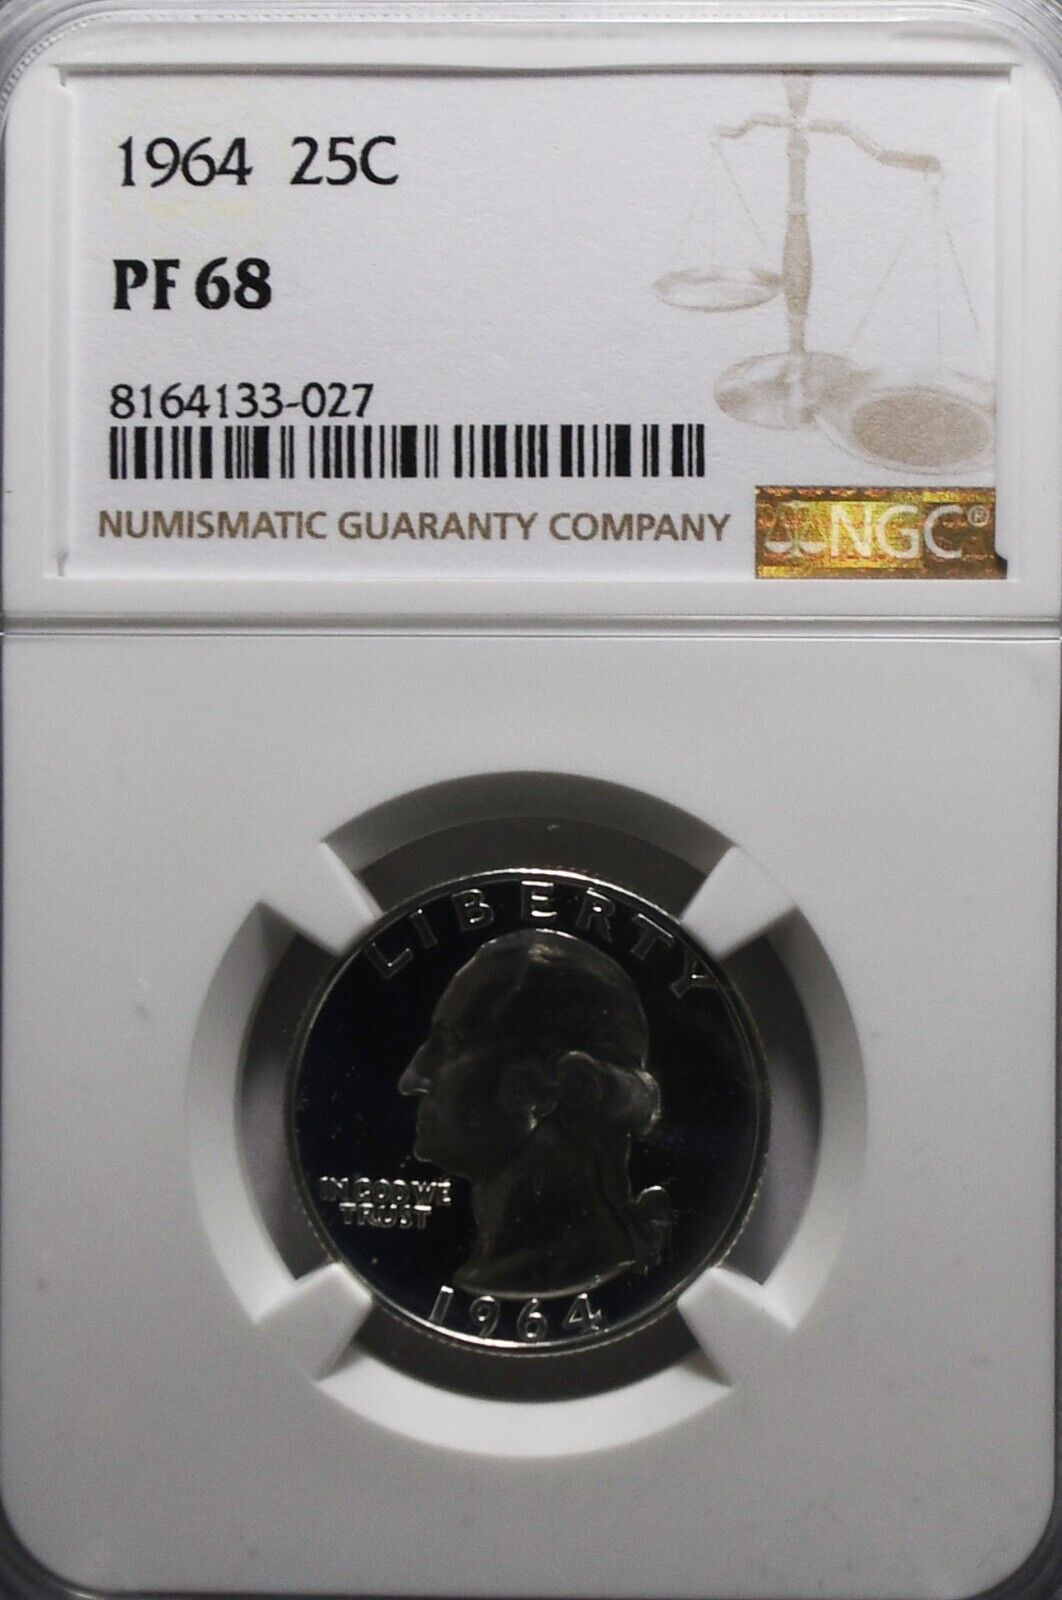 1964 25C
PF 68
8164133-027
NUMISMATIC GUARANTY COMPANY
NGC®
LIBERTY
IN GOD WE
TRUST
1964